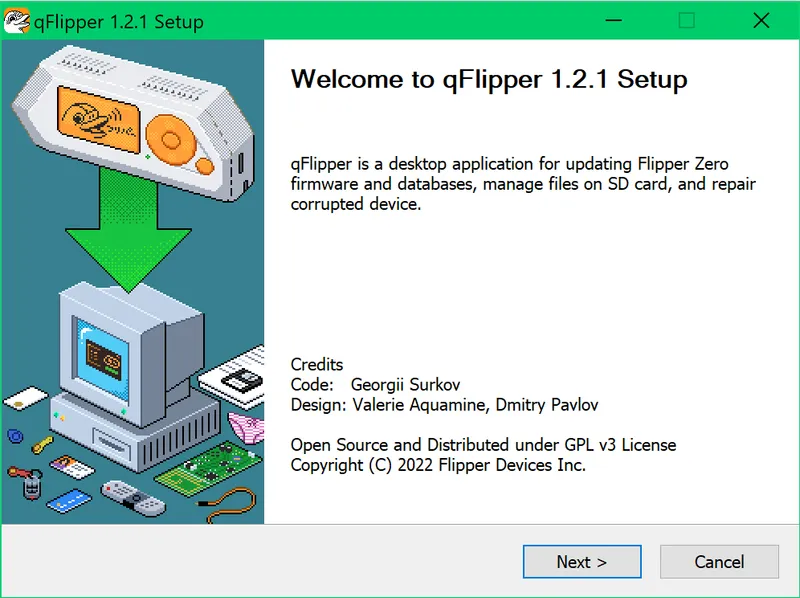 qFlipper 1.2.1 Setup
Welcome to qFlipper 1.2.1 Setup
qFlipper is a desktop application for updating Flipper Zero
firmware and databases, manage files on SD card, and repair
corrupted device.
Credits
Code: Georgii Surkov
Design: Valerie Aquamine, Dmitry Pavlov
Open Source and Distributed under GPL v3 License
Copyright (C) 2022 Flipper Devices Inc.
Next >
Cancel